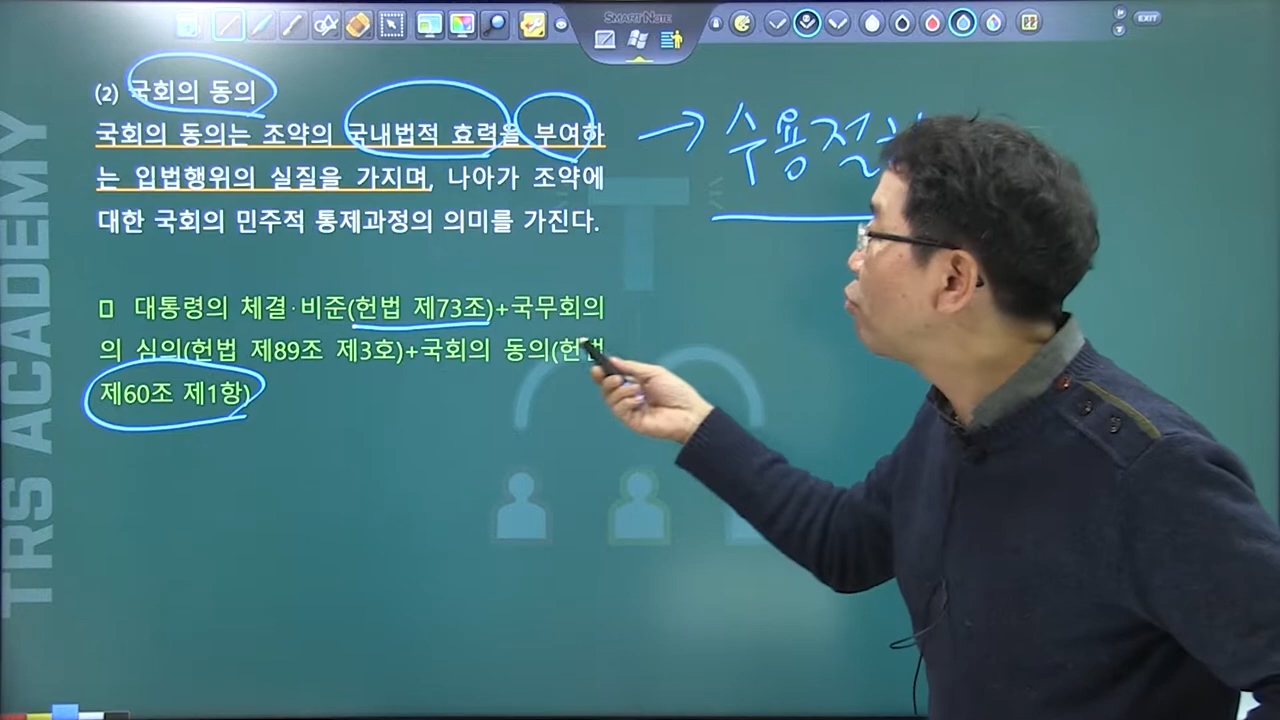 SMART NOTE
EXIT
(2) 국회의 동의
국회의 동의는 조약의 국내법적 효력을 부여하
는 입법행위의 실질을 가지며, 나아가 조약에
대한 국회의 민주적 통제과정의 의미를 가진다.
→ 수용절
□ 대통령의 체결·비준(헌법 제73조)+국무회의
의 심의(헌법 제89조 제3호)+국회의 동의(헌법
제60조 제1항)
TRS ACADEMY